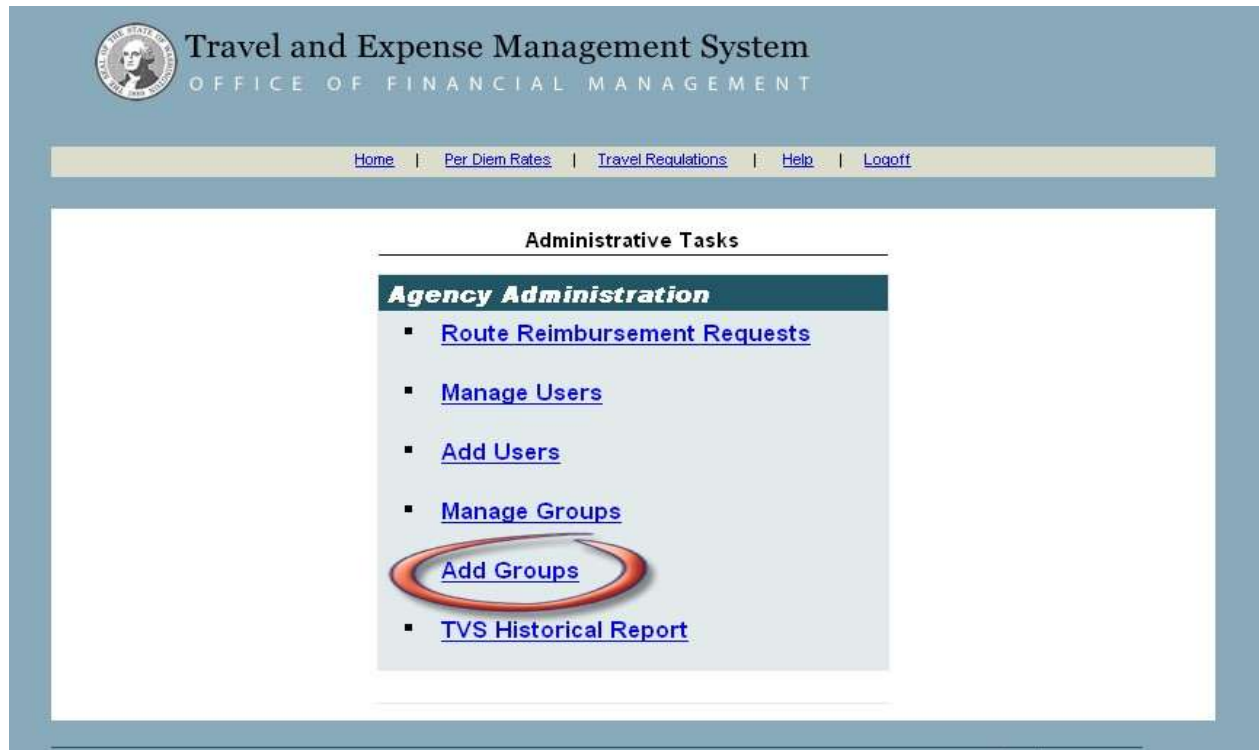 Travel and Expense Management System
OFFICE OF FINANCIAL MANAGEMENT
Home | Per Diem Rates | Travel Regulations | Help | Logoff
Administrative Tasks
Agency Administration
Route Reimbursement Requests
Manage Users
Add Users
Manage Groups
Add Groups
TVS Historical Report